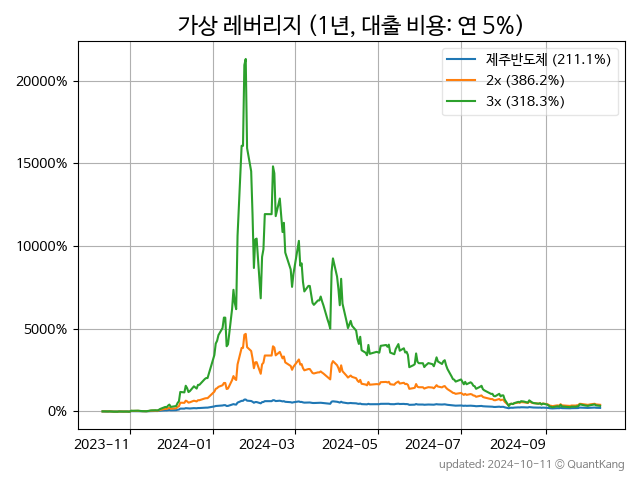 가상 레버리지 (1년, 대출 비용: 연 5%)
제주반도체 (211.1%)
2x (386.2%)
3x (318.3%)
20000%
15000%
10000%
5000%
0%
2023-11
2024-01
2024-03
2024-05
2024-07
2024-09
updated: 2024-10-11 © QuantKang